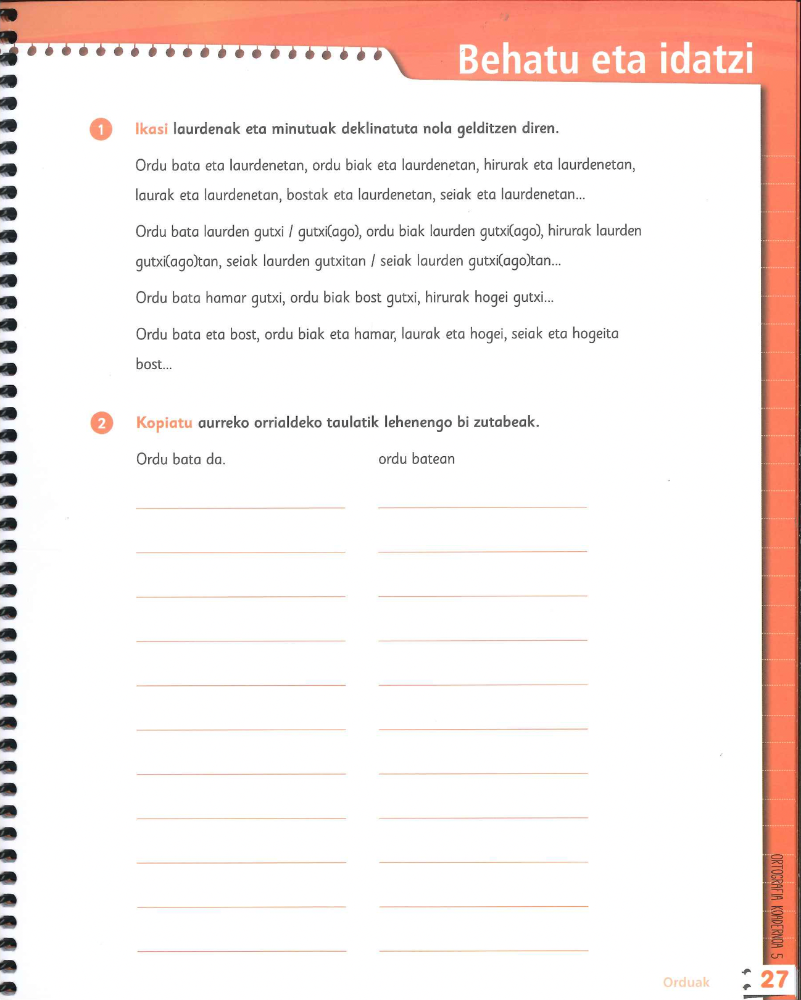 Behatu eta idatzi
1 Ikasi laurdenak eta minutuak deklinatuta nola gelditzen diren.
Ordu bata eta laurdenetan, ordu biak eta laurdenetan, hirurak eta laurdenetan,
laurak eta laurdenetan, bostak eta laurdenetan, seiak eta laurdenetan...
Ordu bata laurden gutxi / gutxi(ago), ordu biak laurden gutxi(ago), hirurak laurden
gutxi(ago)tan, seiak laurden gutxitan / seiak laurden gutxi(ago)tan...
Ordu bata hamar gutxi, ordu biak bost gutxi, hirurak hogei gutxi...
Ordu bata eta bost, ordu biak eta hamar, laurak eta hogei, seiak eta hogeita
bost...
2 Kopiatu aurreko orrialdeko taulatik lehenengo bi zutabeak.
Ordu bata da. ordu batean
ORTOGRAFIA KOADERNOA 5
Orduak 27